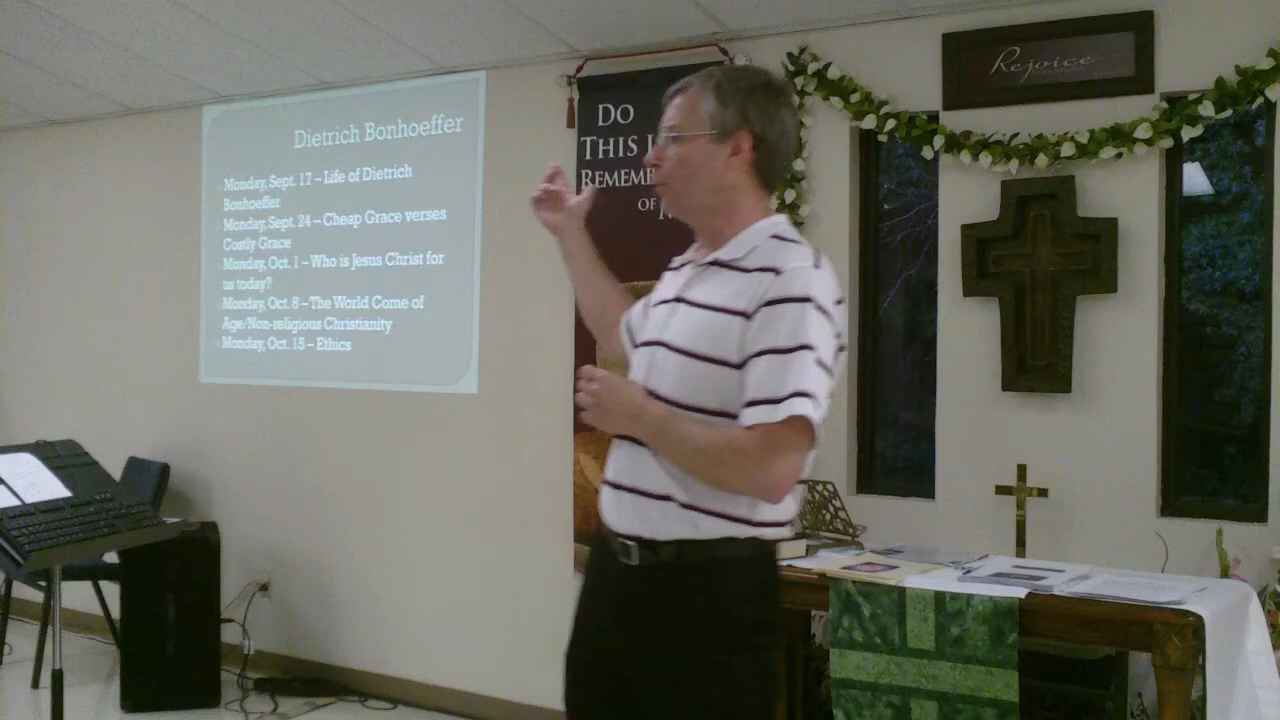 Dietrich Bonhoeffer
Monday, Sept. 17 – Life of Dietrich
Bonhoeffer
Monday, Sept. 24 – Cheap Grace verses
Costly Grace
Monday, Oct. 1 – Who is Jesus Christ for
us today?
Monday, Oct. 8 – The World Come of
Age/Non-religious Christianity
Monday, Oct. 15 – Ethics
DO
THIS
OF
Rejoice